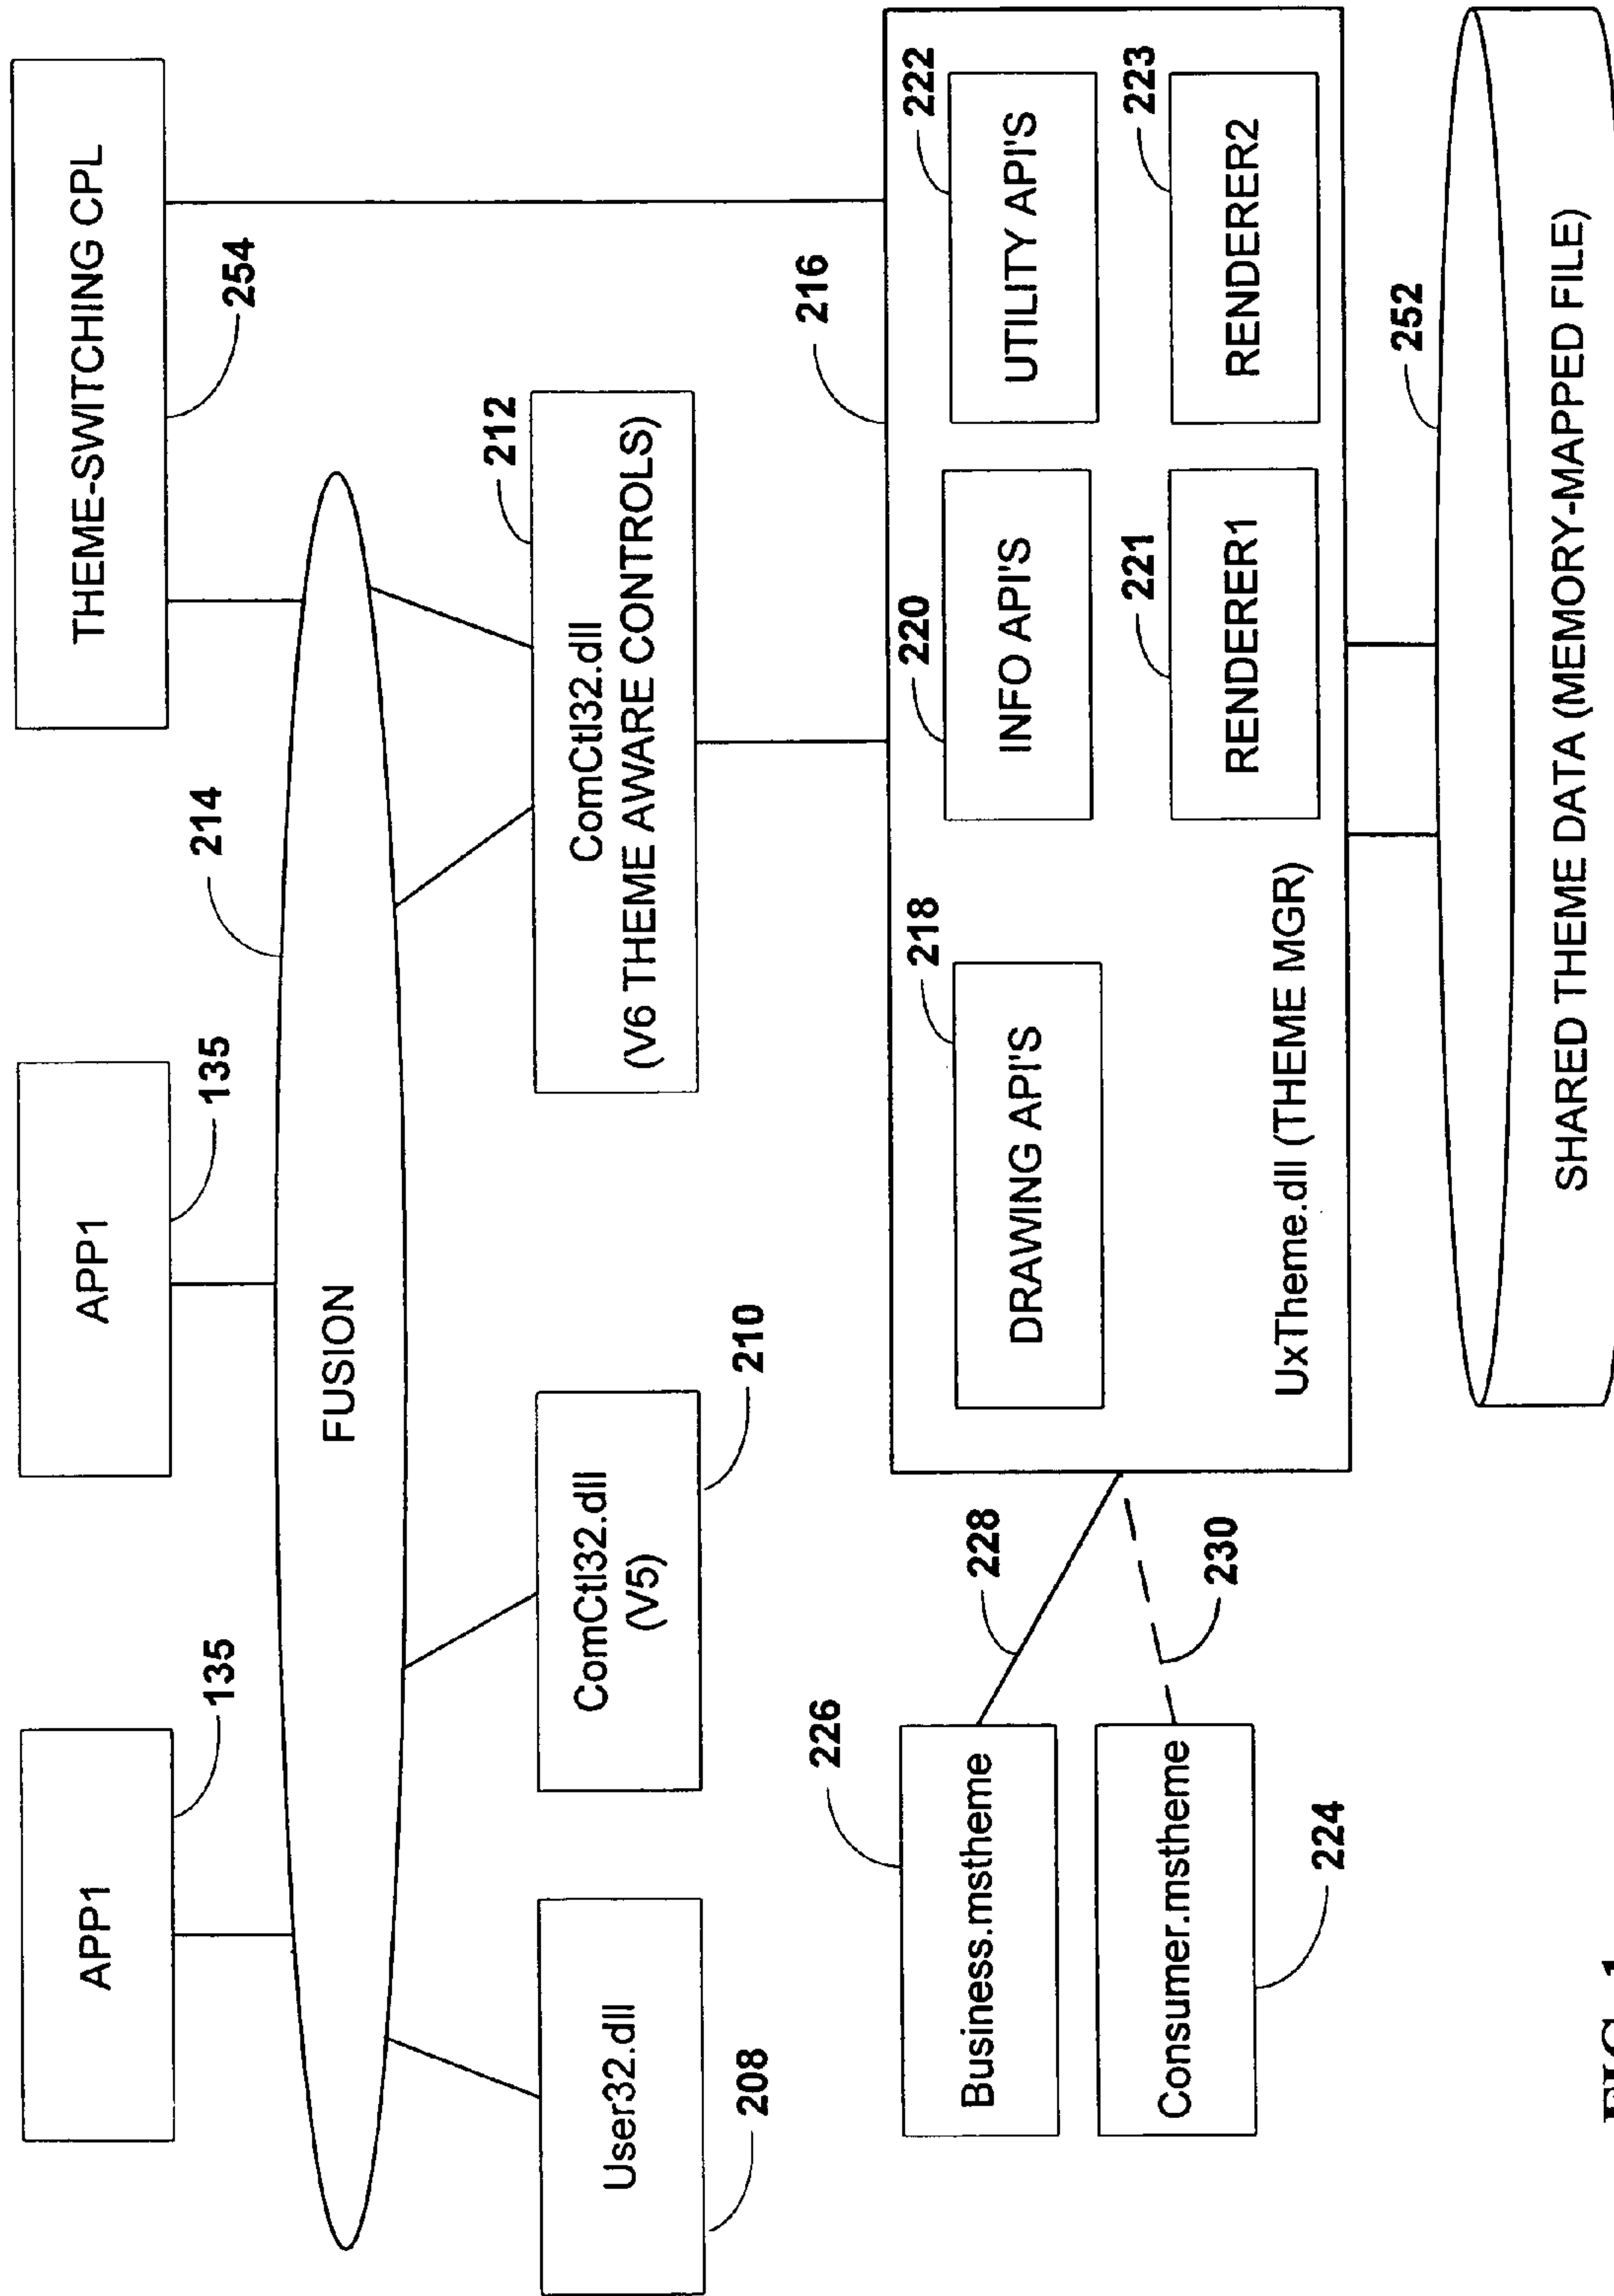 APP1
135
APP1
135
THEME-SWITCHING CPL
254
FUSION
214
User32.dll
208
ComCtl32.dll
(V5)
210
ComCtl32.dll
(V6 THEME AWARE CONTROLS)
212
216
Business.mstheme
226
228
Consumer.mstheme
224
230
DRAWING API'S
218
INFO API'S
220
UTILITY API'S
222
UxTheme.dll (THEME MGR)
RENDERER1
221
RENDERER2
223
252
SHARED THEME DATA (MEMORY-MAPPED FILE)